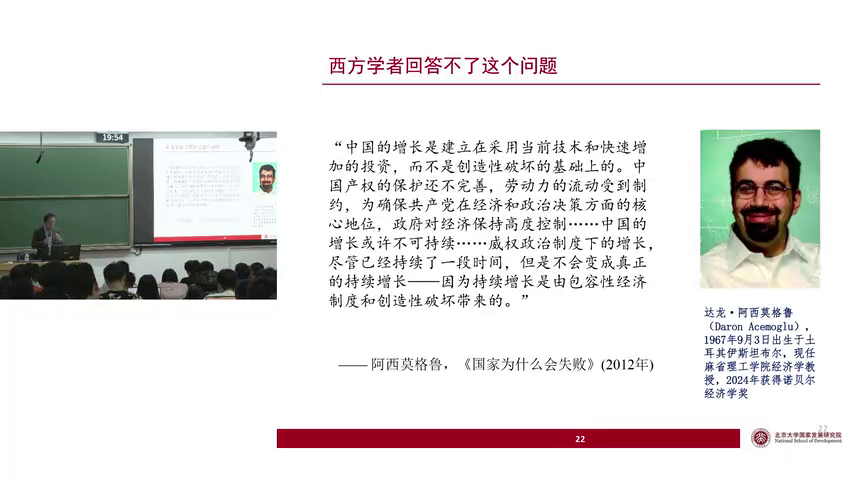 西方学者回答不了这个问题
19:54
“中国的增长是建立在采用当前技术和快速增
加的投资，而不是创造性破坏的基础上的。中
国产权的保护还不完善，劳动力的流动受到制
约，为确保共产党在经济和政治决策方面的核
心地位，政府对经济保持高度控制……中国的
增长或许不可持续……威权政治制度下的增长，
尽管已经持续了一段时间，但是不会变成真正
的持续增长——因为持续增长是由包容性经济
制度和创造性破坏带来的。”
—— 阿西莫格鲁，《国家为什么会失败》(2012年)
达龙·阿西莫格鲁
（Daron Acemoglu），
1967年9月3日出生于土
耳其伊斯坦布尔，现任
麻省理工学院经济学教
授，2024年获得诺贝尔
经济学奖
22
22
北京大学国家发展研究院
National School of Development